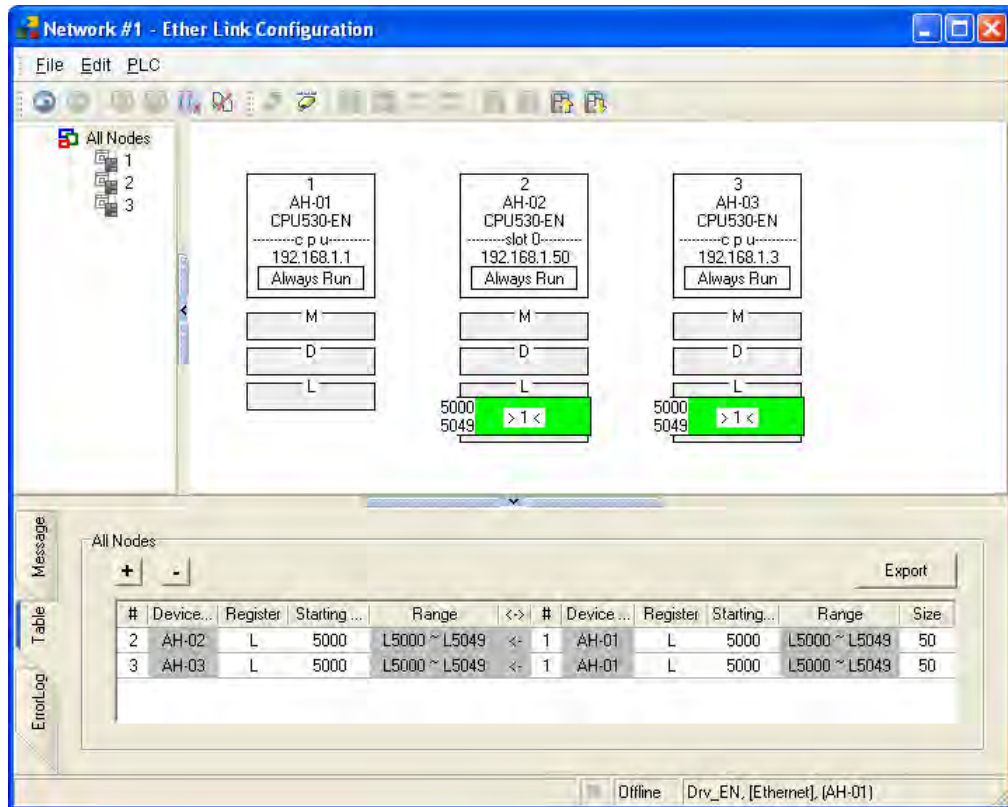 Network #1 - Ether Link Configuration
File Edit PLC
All Nodes
1
2
3
1
AH-01
CPU530-EN
---------c p u---------
192.168.1.1
Always Run
M
D
L
2
AH-02
CPU530-EN
--------slot 0--------
192.168.1.50
Always Run
M
D
L
5000
5049
> 1 <
3
AH-03
CPU530-EN
---------c p u---------
192.168.1.3
Always Run
M
D
L
5000
5049
> 1 <
Message
Table
ErrorLog
All Nodes
+ -
Export
# Device... Register Starting ... Range <-> # Device ... Register Starting... Range Size
2 AH-02 L 5000 L5000 ~ L5049 <- 1 AH-01 L 5000 L5000 ~ L5049 50
3 AH-03 L 5000 L5000 ~ L5049 <- 1 AH-01 L 5000 L5000 ~ L5049 50
Offline Drv_EN, [Ethernet], (AH-01)